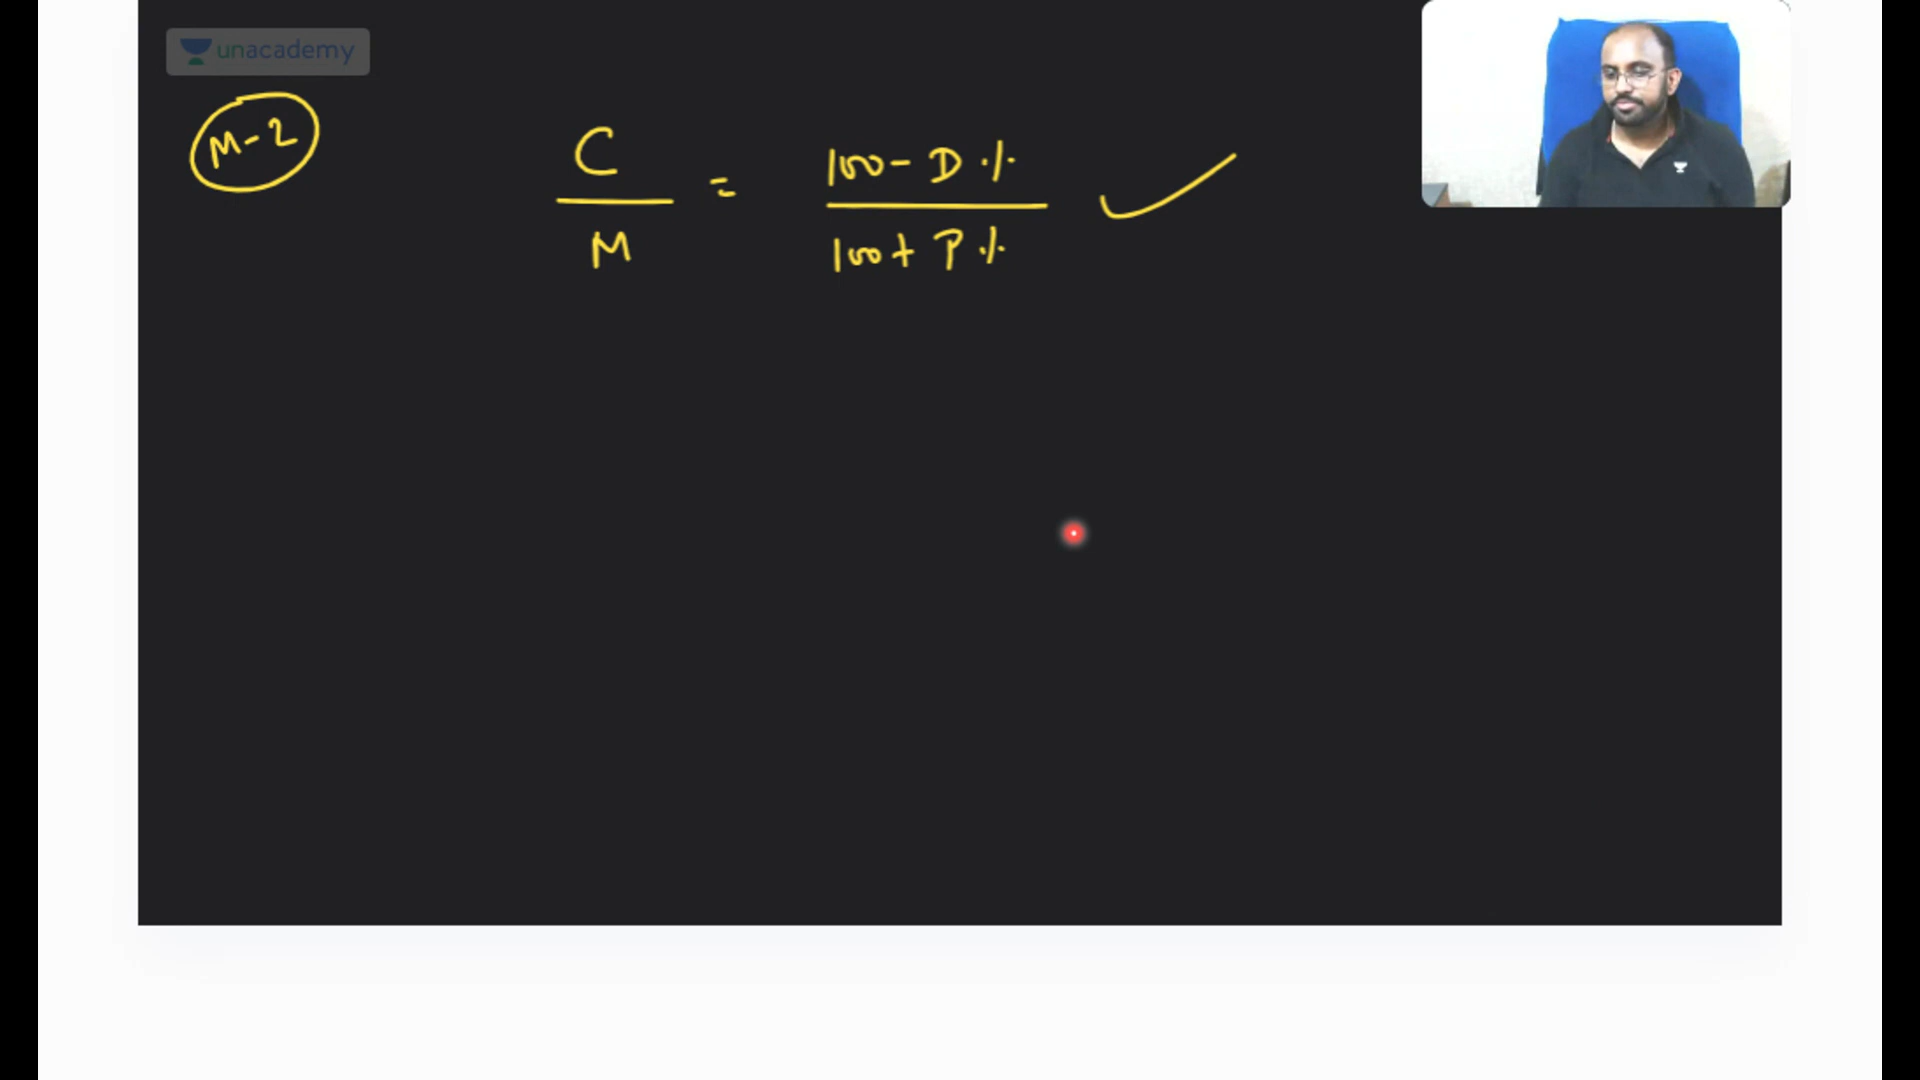 unacademy
M-2
C/M = (100 - D %)/(100 + P %)